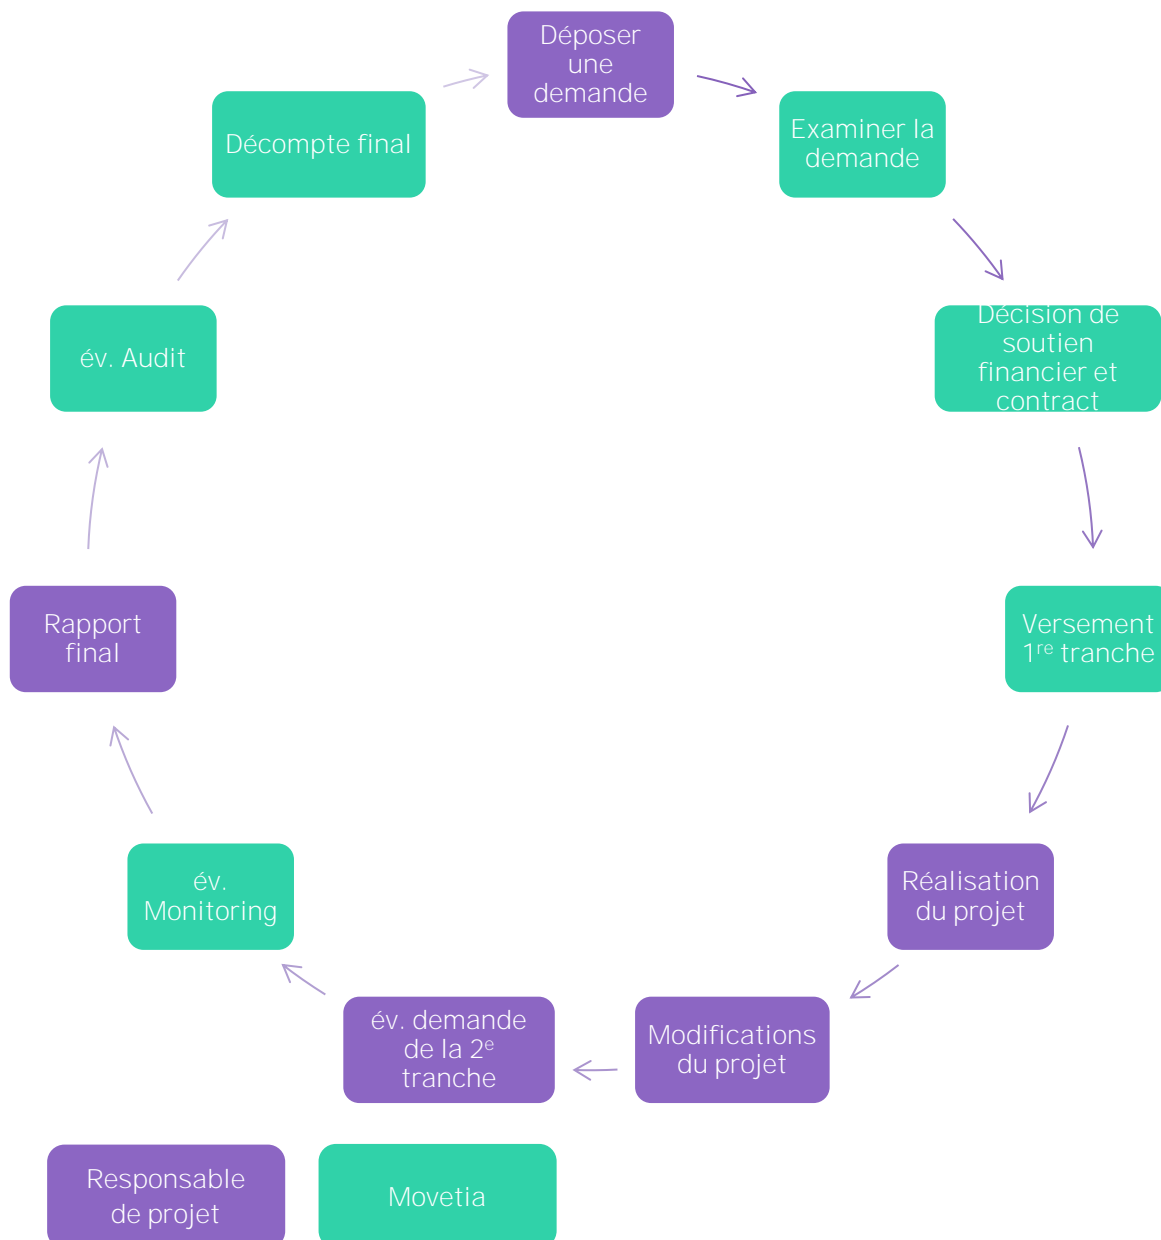 Déposer
une
demande
Examiner la
demande
Décision de
soutien
financier et
contract
Versement
1re tranche
Réalisation
du projet
Modifications
du projet
év. demande
de la 2e
tranche
év.
Monitoring
Rapport
final
év. Audit
Décompte final
Responsable
de projet
Movetia